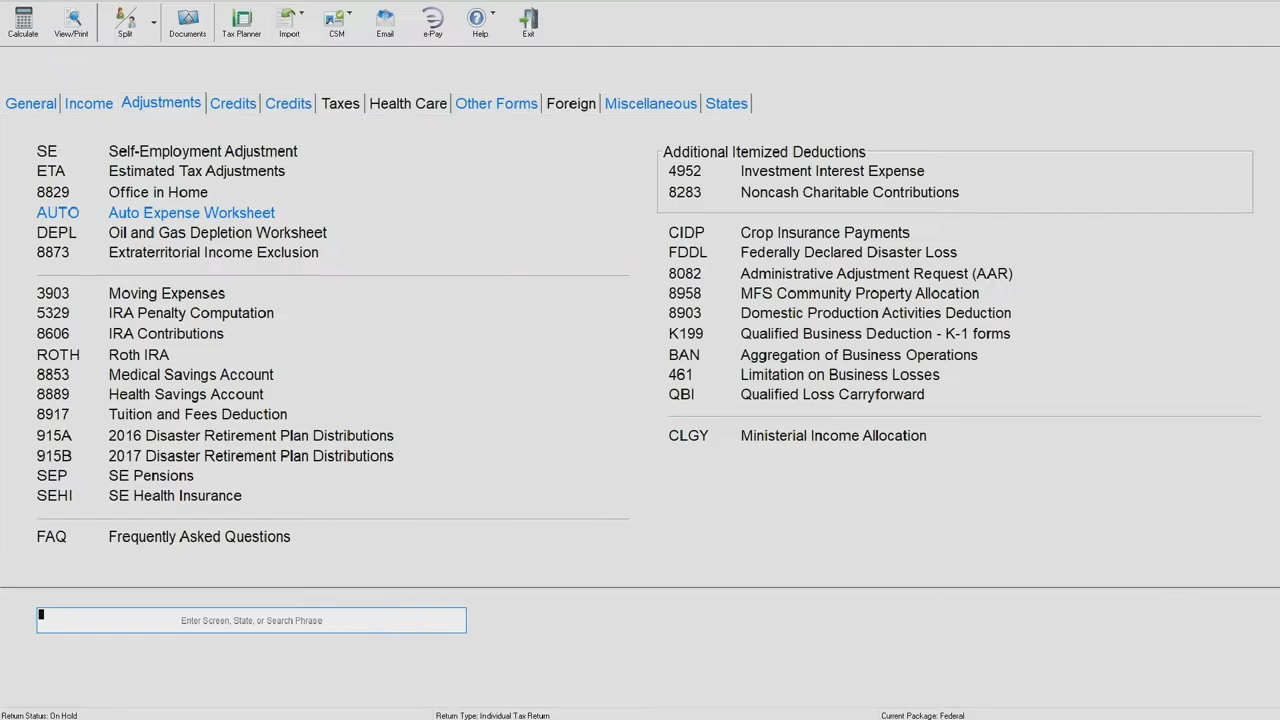 Calculate View/Print Split Documents Tax Planner Import CSM Email e-Pay Help Exit
General Income Adjustments Credits Credits Taxes Health Care Other Forms Foreign Miscellaneous States
SE Self-Employment Adjustment
ETA Estimated Tax Adjustments
8829 Office in Home
AUTO Auto Expense Worksheet
DEPL Oil and Gas Depletion Worksheet
8873 Extraterritorial Income Exclusion
3903 Moving Expenses
5329 IRA Penalty Computation
8606 IRA Contributions
ROTH Roth IRA
8853 Medical Savings Account
8889 Health Savings Account
8917 Tuition and Fees Deduction
915A 2016 Disaster Retirement Plan Distributions
915B 2017 Disaster Retirement Plan Distributions
SEP SE Pensions
SEHI SE Health Insurance
FAQ Frequently Asked Questions
Additional Itemized Deductions
4952 Investment Interest Expense
8283 Noncash Charitable Contributions
CIDP Crop Insurance Payments
FDDL Federally Declared Disaster Loss
8082 Administrative Adjustment Request (AAR)
8958 MFS Community Property Allocation
8903 Domestic Production Activities Deduction
K199 Qualified Business Deduction - K-1 forms
BAN Aggregation of Business Operations
461 Limitation on Business Losses
QBI Qualified Loss Carryforward
CLGY Ministerial Income Allocation
Enter Screen, State, or Search Phrase
Return Status: On Hold Return Type: Individual Tax Return Current Package: Federal